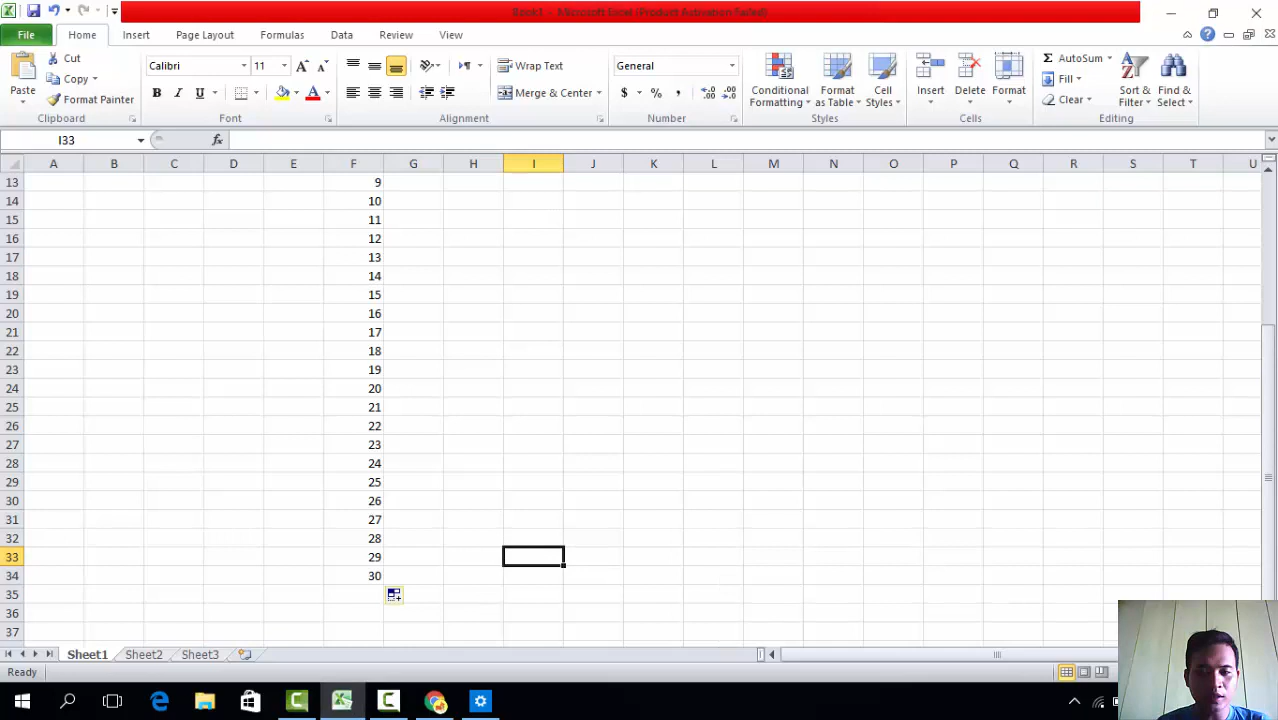 Book1 - Microsoft Excel (Product Activation Failed)
File Home Insert Page Layout Formulas Data Review View
Paste
Cut
Copy
Format Painter
Clipboard
Calibri 11
B I U A
Font
Wrap Text
Merge & Center
Alignment
General
$ % ,
Number
Conditional Formatting
Format as Table
Cell Styles
Styles
Insert
Delete
Format
Cells
AutoSum
Fill
Clear
Sort & Filter
Find & Select
Editing
I33 fx
A B C D E F G H I J K L M N O P Q R S T U
13 9
14 10
15 11
16 12
17 13
18 14
19 15
20 16
21 17
22 18
23 19
24 20
25 21
26 22
27 23
28 24
29 25
30 26
31 27
32 28
33 29
34 30
35
36
37
Sheet1 Sheet2 Sheet3
Ready